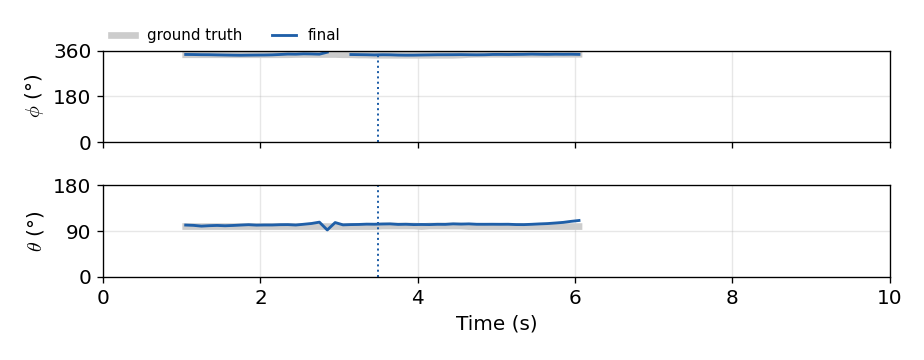 ground truth final
360
180
0
ϕ (°)
180
90
0
θ (°)
0 2 4 6 8 10
Time (s)